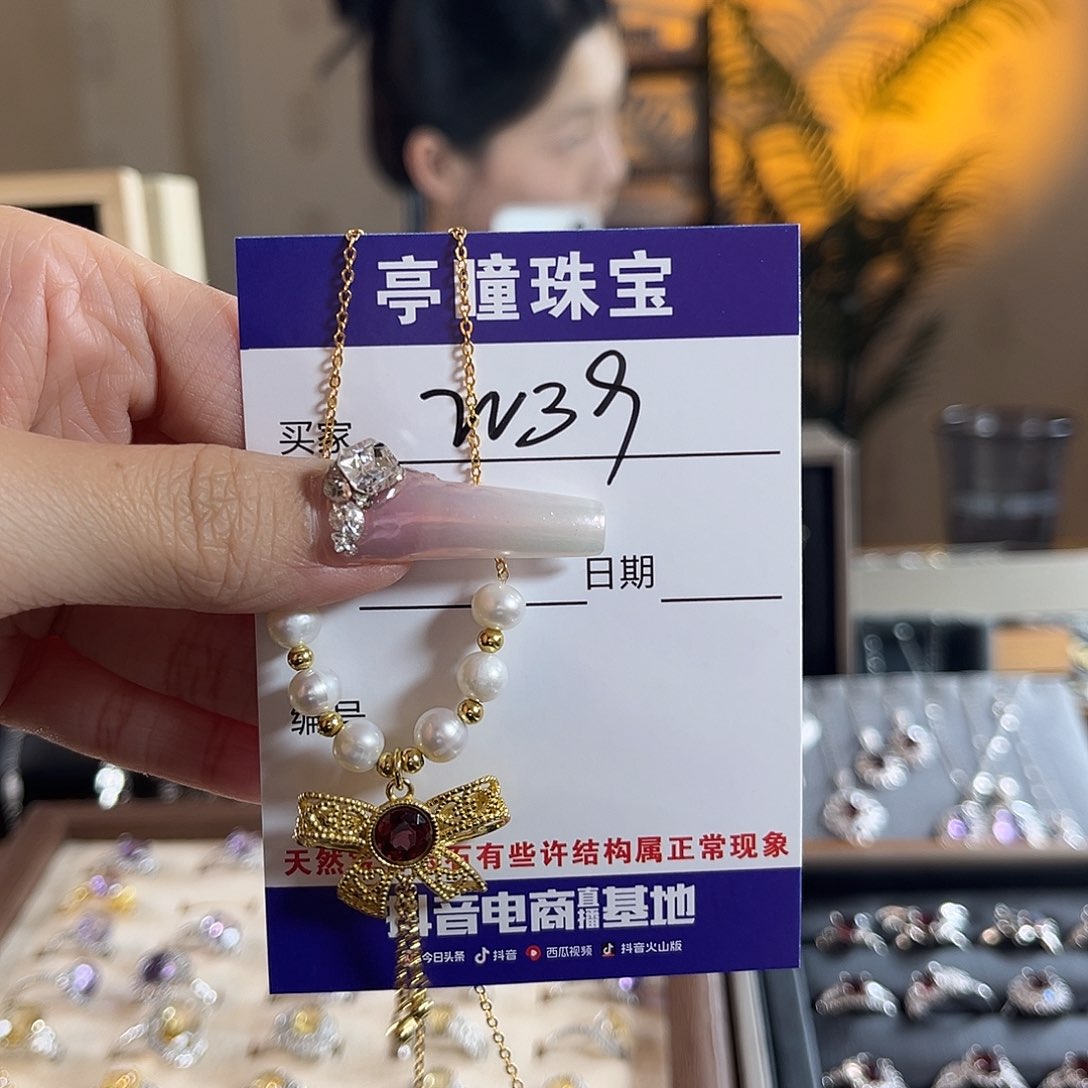 亭瞳珠宝
买家 W39
日期
编号
天然 有些许结构属正常现象
抖音电商直播基地
今日头条 抖音 西瓜视频 抖音火山版